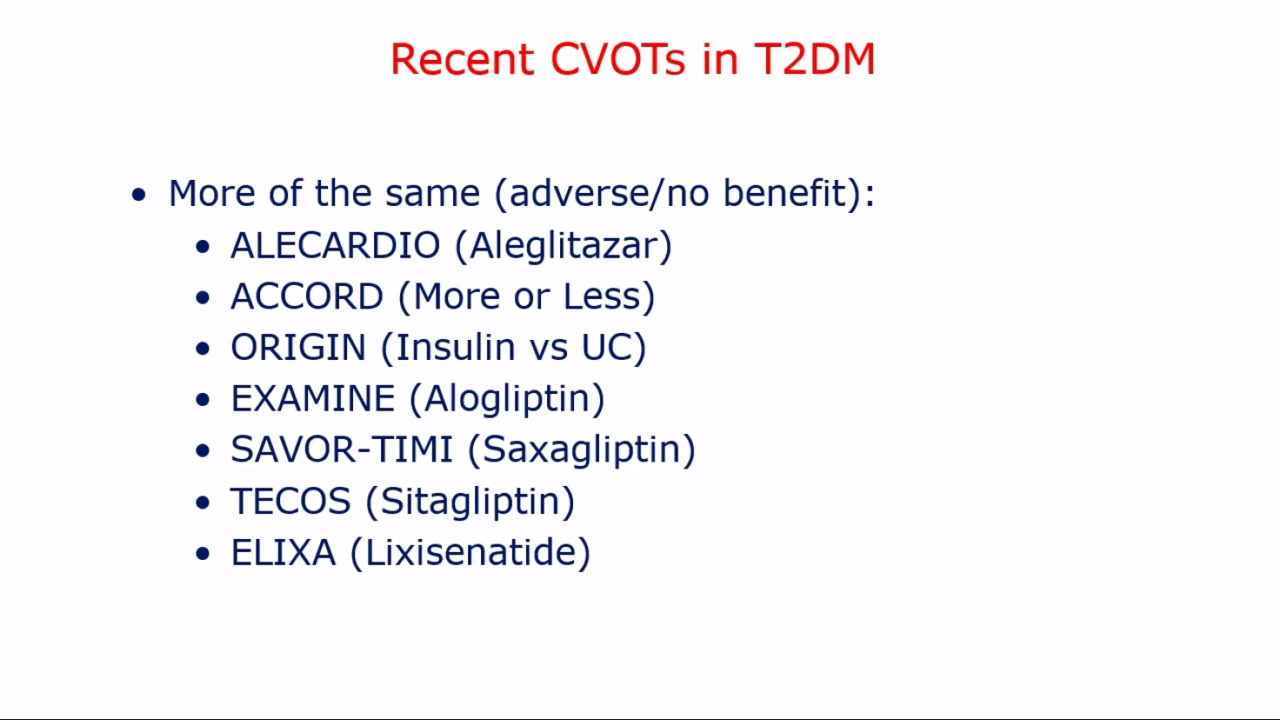 Recent CVOTs in T2DM
• More of the same (adverse/no benefit):
• ALECARDIO (Aleglitazar)
• ACCORD (More or Less)
• ORIGIN (Insulin vs UC)
• EXAMINE (Alogliptin)
• SAVOR-TIMI (Saxagliptin)
• TECOS (Sitagliptin)
• ELIXA (Lixisenatide)